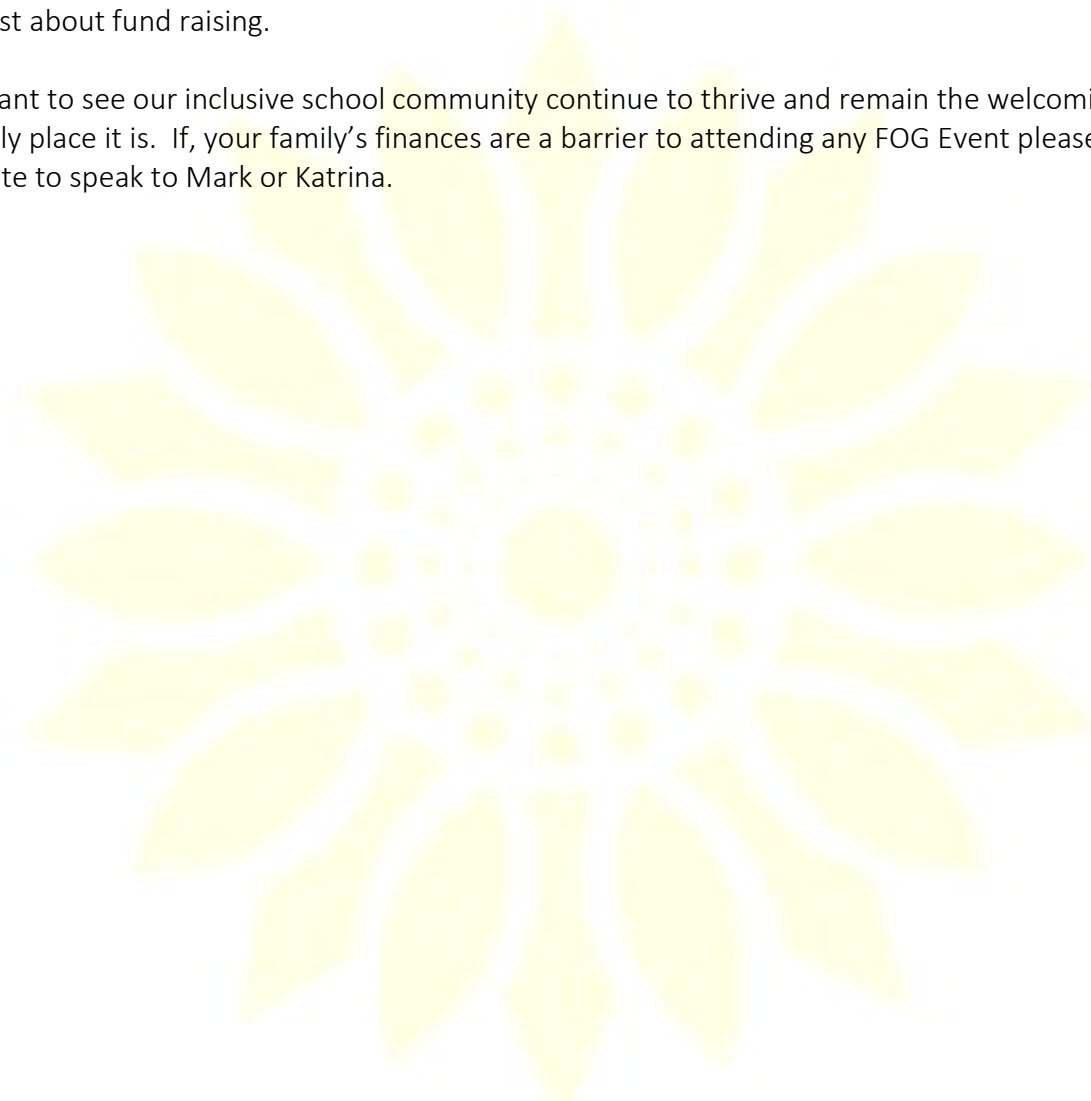 st about fund raising.
ant to see our inclusive school community continue to thrive and remain the welcomi
ly place it is.  If, your family’s finances are a barrier to attending any FOG Event please
te to speak to Mark or Katrina.